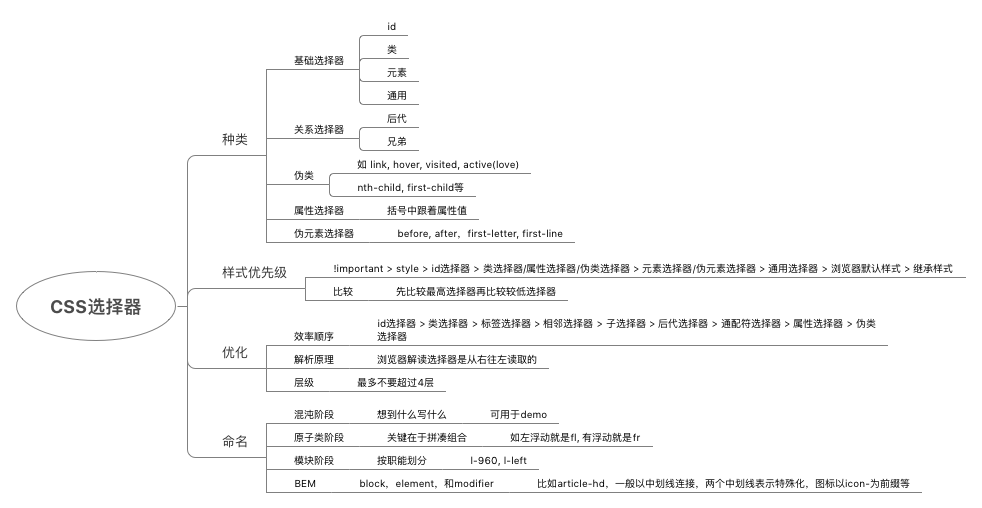 CSS选择器
种类
基础选择器
id
类
元素
通用
关系选择器
后代
兄弟
伪类
如 link, hover, visited, active(love)
nth-child, first-child等
属性选择器
括号中跟着属性值
伪元素选择器
before, after，first-letter, first-line
样式优先级
!important > style > id选择器 > 类选择器/属性选择器/伪类选择器 > 元素选择器/伪元素选择器 > 通用选择器 > 浏览器默认样式 > 继承样式
比较
先比较最高选择器再比较较低选择器
优化
效率顺序
id选择器 > 类选择器 > 标签选择器 > 相邻选择器 > 子选择器 > 后代选择器 > 通配符选择器 > 属性选择器 > 伪类
选择器
解析原理
浏览器解读选择器是从右往左读取的
层级
最多不要超过4层
命名
混沌阶段
想到什么写什么
可用于demo
原子类阶段
关键在于拼凑组合
如左浮动就是fl, 有浮动就是fr
模块阶段
按职能划分
l-960, l-left
BEM
block，element，和modifier
比如article-hd，一般以中划线连接，两个中划线表示特殊化，图标以icon-为前缀等